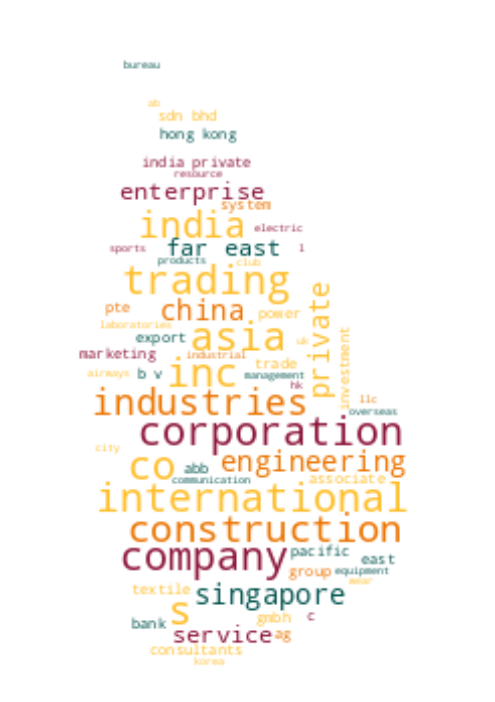 bureau
ab
sdn bhd
hong kong
india private
resource
enterprise
system
india
electric
sports
far east
l
products
club
trading
private
pte
china
power
laboratories
export
asia
uk
investment
marketing
industrial
trade
airways
b v
inc
management
hk
industries
llc
overseas
corporation
city
co
abb
engineering
communication
associate
international
construction
company
pacific
east
group
equipment
wear
textile
singapore
s
gmbh
c
bank
service
ag
consultants
korea